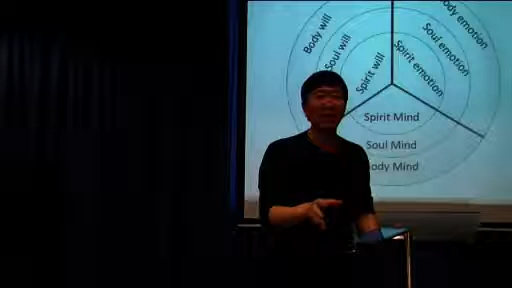 Body will
Soul will
Spirit will
Spirit emotion
Soul emotion
ody emotion
Spirit Mind
Soul Mind
ody Mind